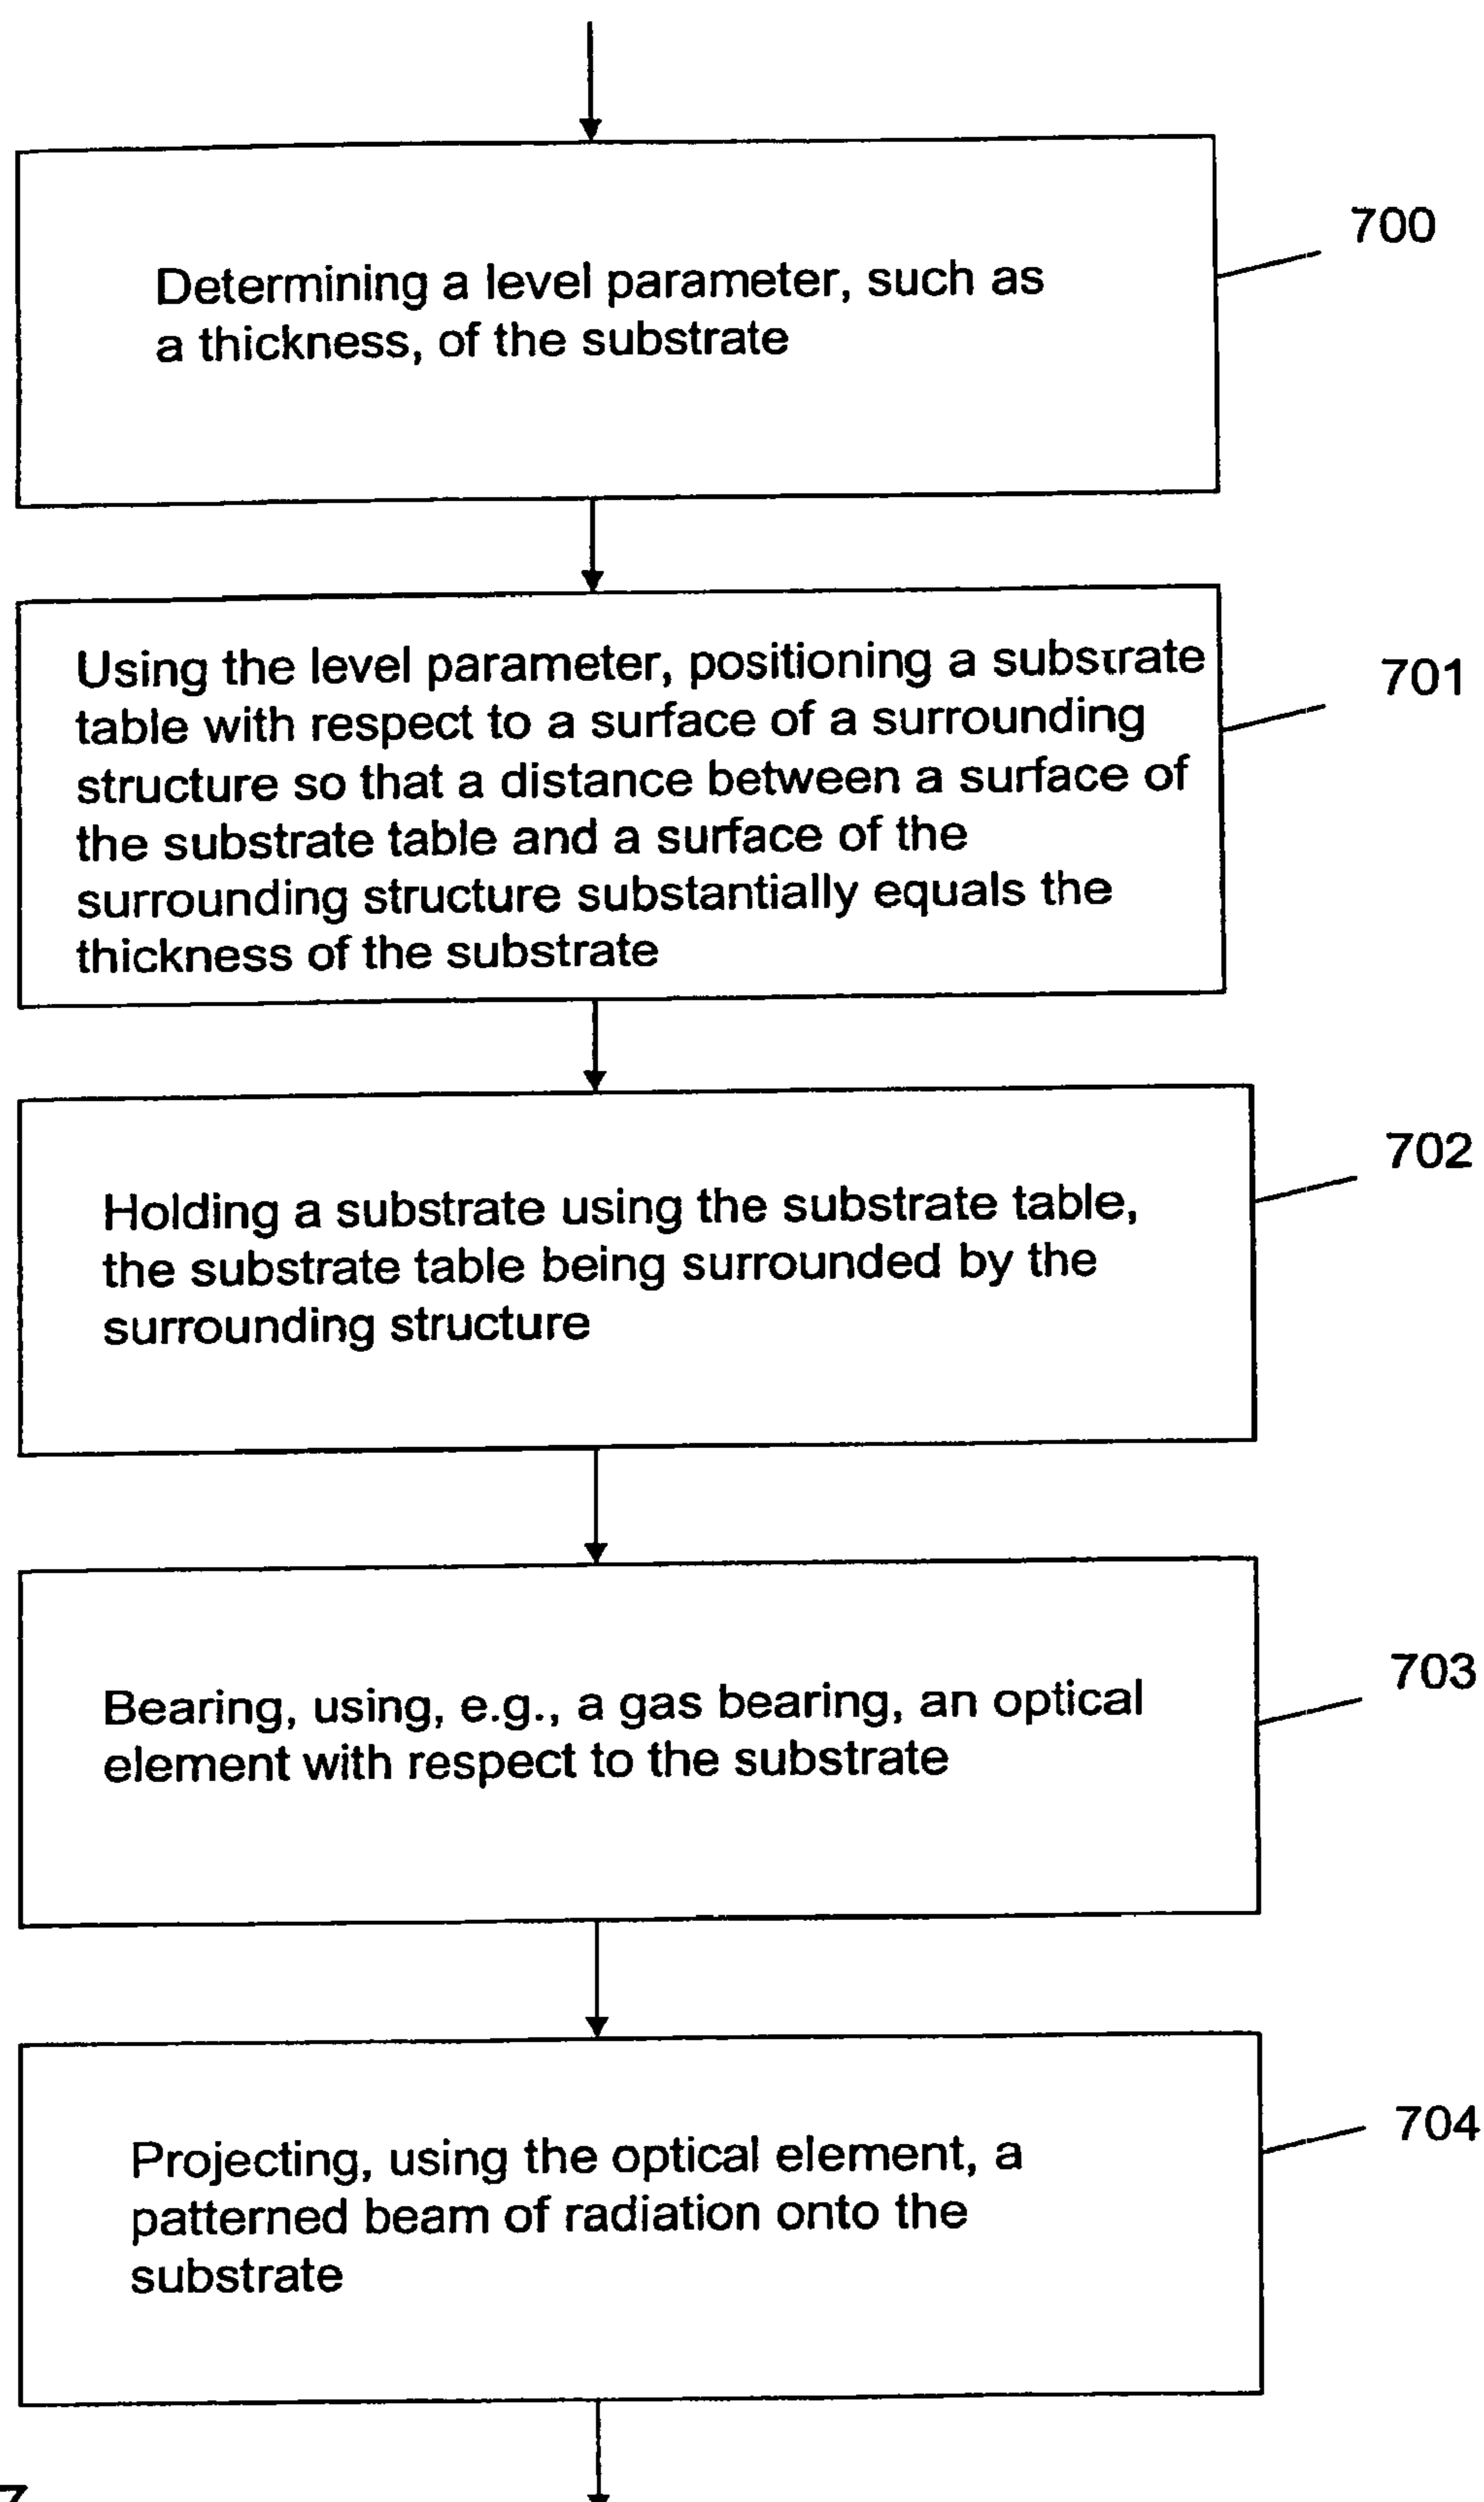 700
Determining a level parameter, such as
a thickness, of the substrate
701
Using the level parameter, positioning a substrate
table with respect to a surface of a surrounding
structure so that a distance between a surface of
the substrate table and a surface of the
surrounding structure substantially equals the
thickness of the substrate
702
Holding a substrate using the substrate table,
the substrate table being surrounded by the
surrounding structure
703
Bearing, using, e.g., a gas bearing, an optical
element with respect to the substrate
704
Projecting, using the optical element, a
patterned beam of radiation onto the
substrate